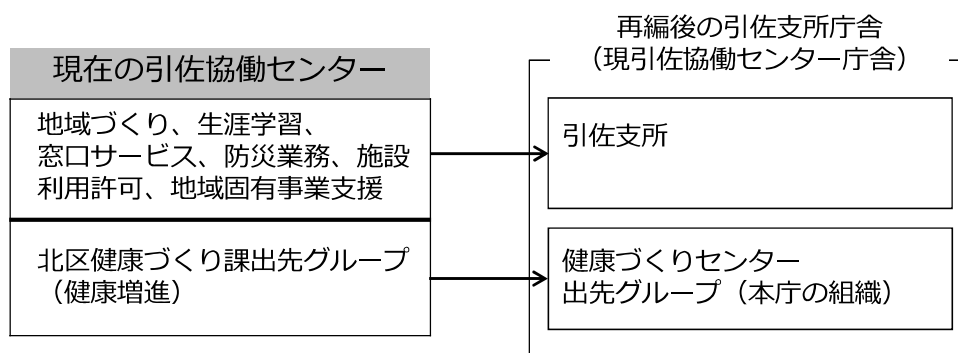 再編後の引佐支所庁舎
（現引佐協働センター庁舎）
現在の引佐協働センター
地域づくり、生涯学習、
窓口サービス、防災業務、施設
利用許可、地域固有事業支援
引佐支所
北区健康づくり課出先グループ
（健康増進）
健康づくりセンター
出先グループ（本庁の組織）